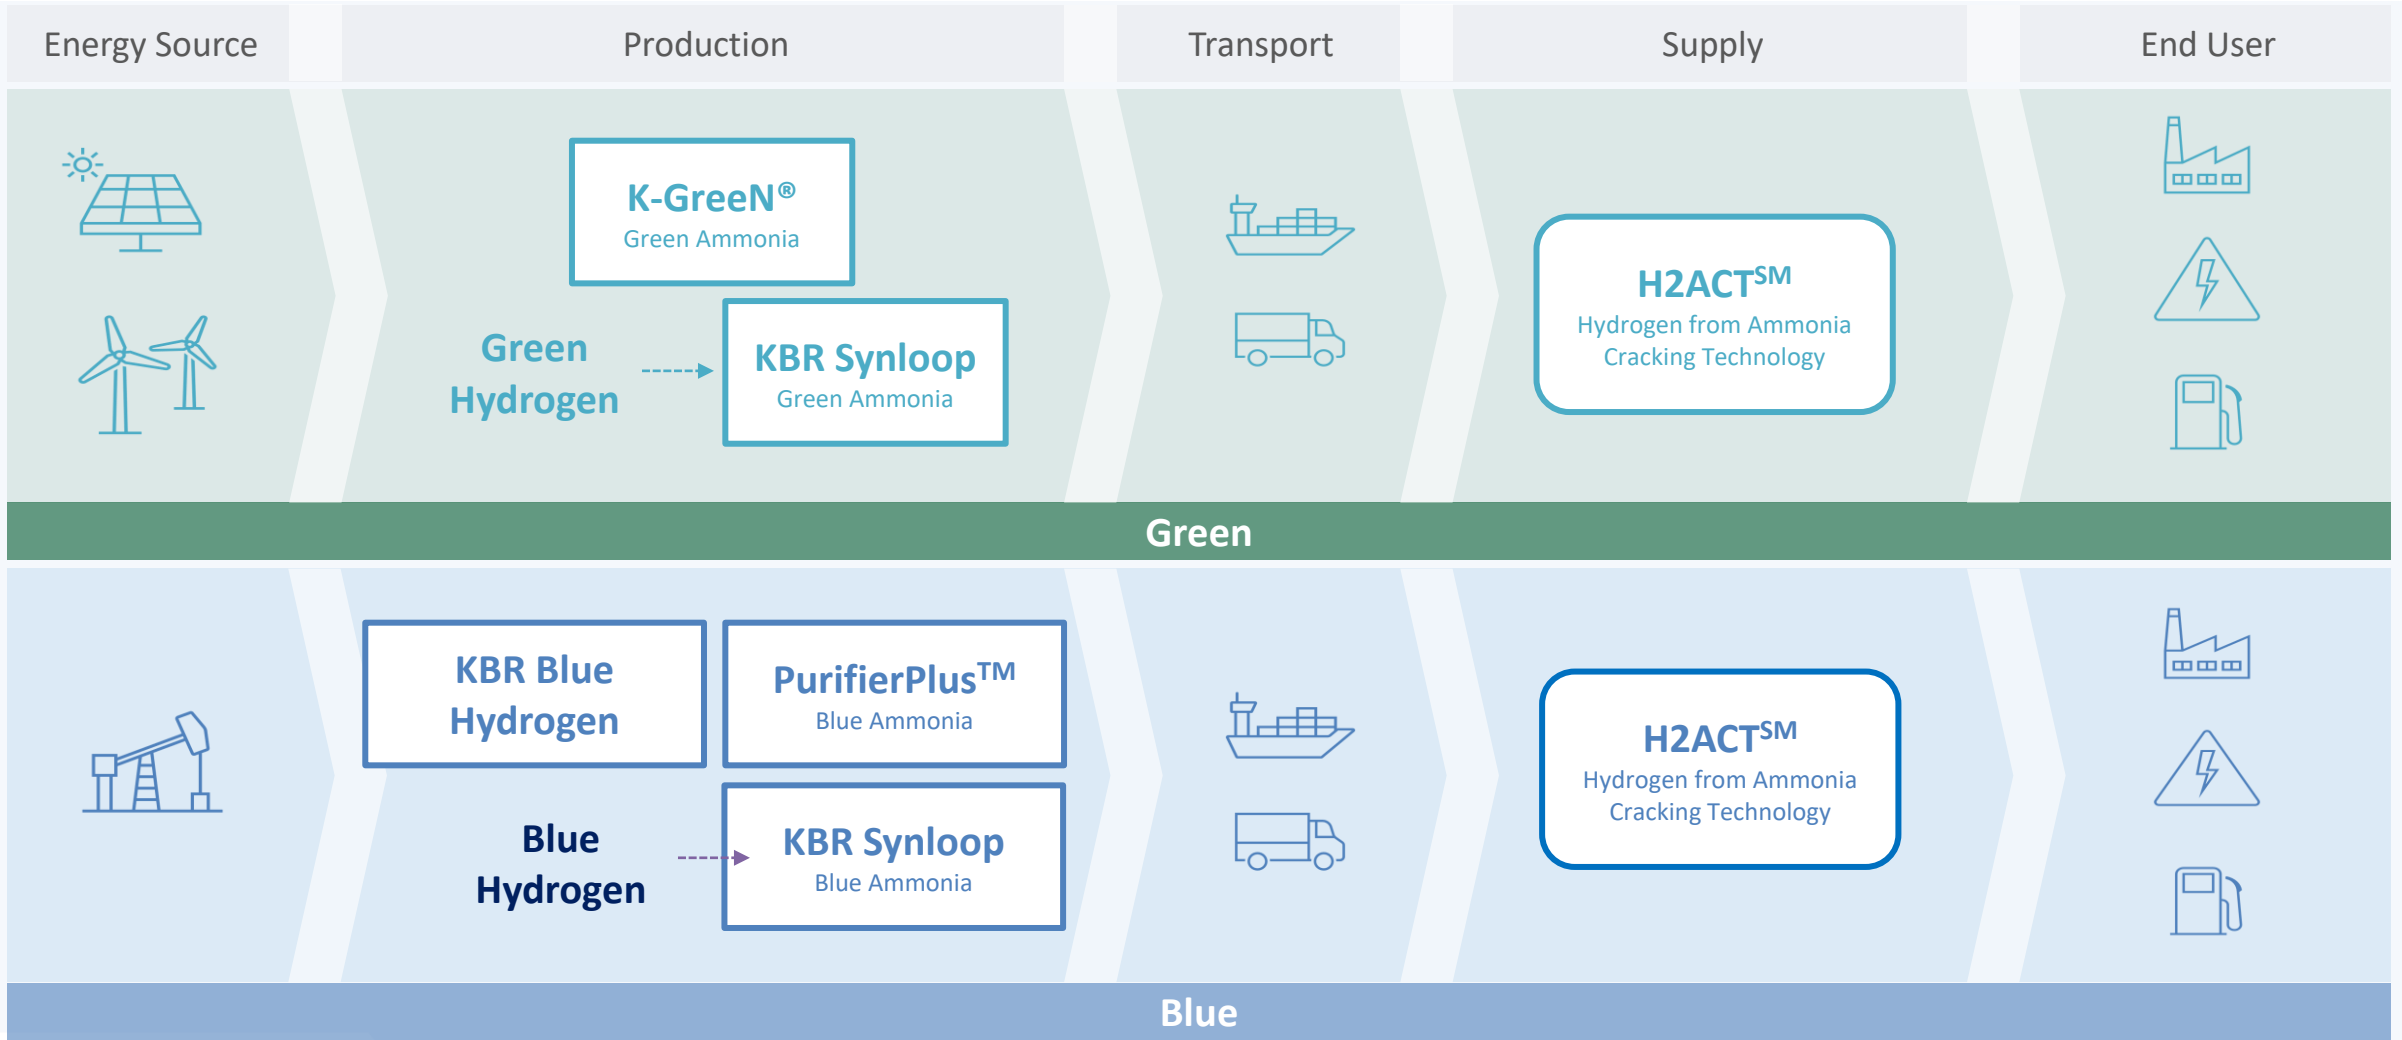 Energy Source
Production
Transport
Supply
End User
K-GreeN®
Green Ammonia
Green
Hydrogen
KBR Synloop
Green Ammonia
H2ACTSM
Hydrogen from Ammonia
Cracking Technology
Green
KBR Blue
Hydrogen
PurifierPlusTM
Blue Ammonia
Blue
Hydrogen
KBR Synloop
Blue Ammonia
H2ACTSM
Hydrogen from Ammonia
Cracking Technology
Blue